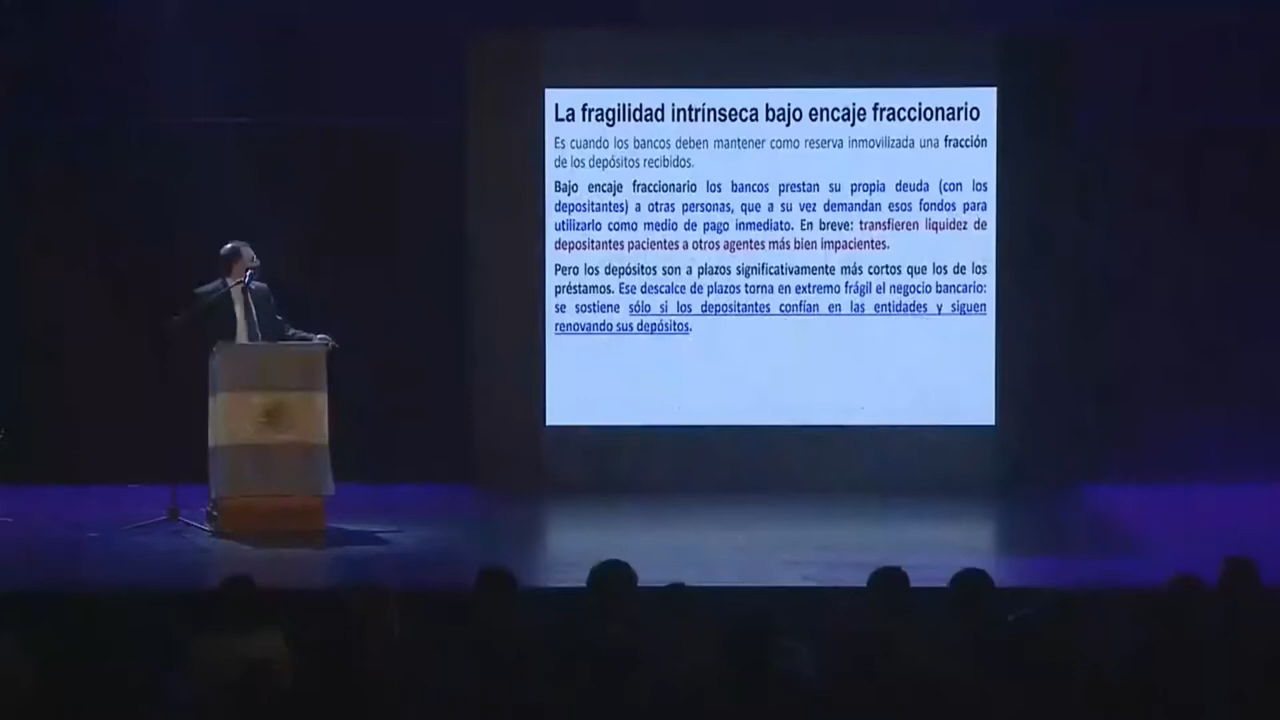 La fragilidad intrínseca bajo encaje fraccionario
Es cuando los bancos deben mantener como reserva inmovilizada una fracción
de los depósitos recibidos.
Bajo encaje fraccionario los bancos prestan su propia deuda (con los
depositantes) a otras personas, que a su vez demandan esos fondos para
utilizarlo como medio de pago inmediato. En breve: transfieren liquidez de
depositantes pacientes a otros agentes más bien impacientes.
Pero los depósitos son a plazos significativamente más cortos que los de los
préstamos. Ese descalce de plazos torna en extremo frágil el negocio bancario:
se sostiene sólo si los depositantes confían en las entidades y siguen
renovando sus depósitos.